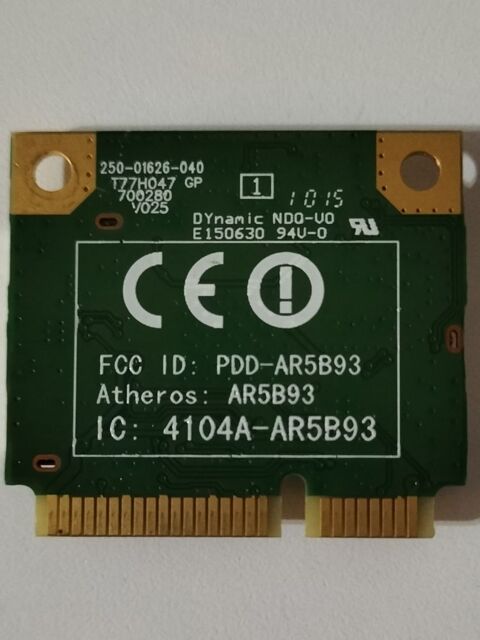 250-01626-040
T77H047 GP
700280
V025
1
1015
DYnamic NDQ-V0
E150630 94V-0
CE
FCC ID: PDD-AR5B93
Atheros: AR5B93
IC: 4104A-AR5B93